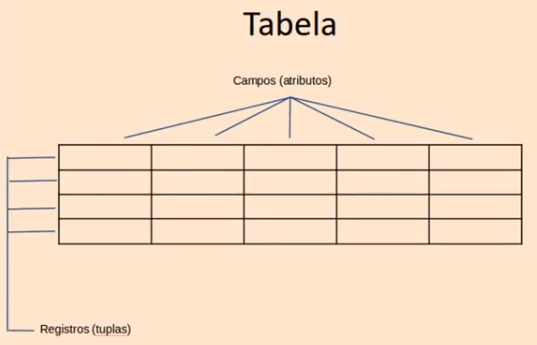 Tabela
Campos (atributos)
Registros (tuplas)